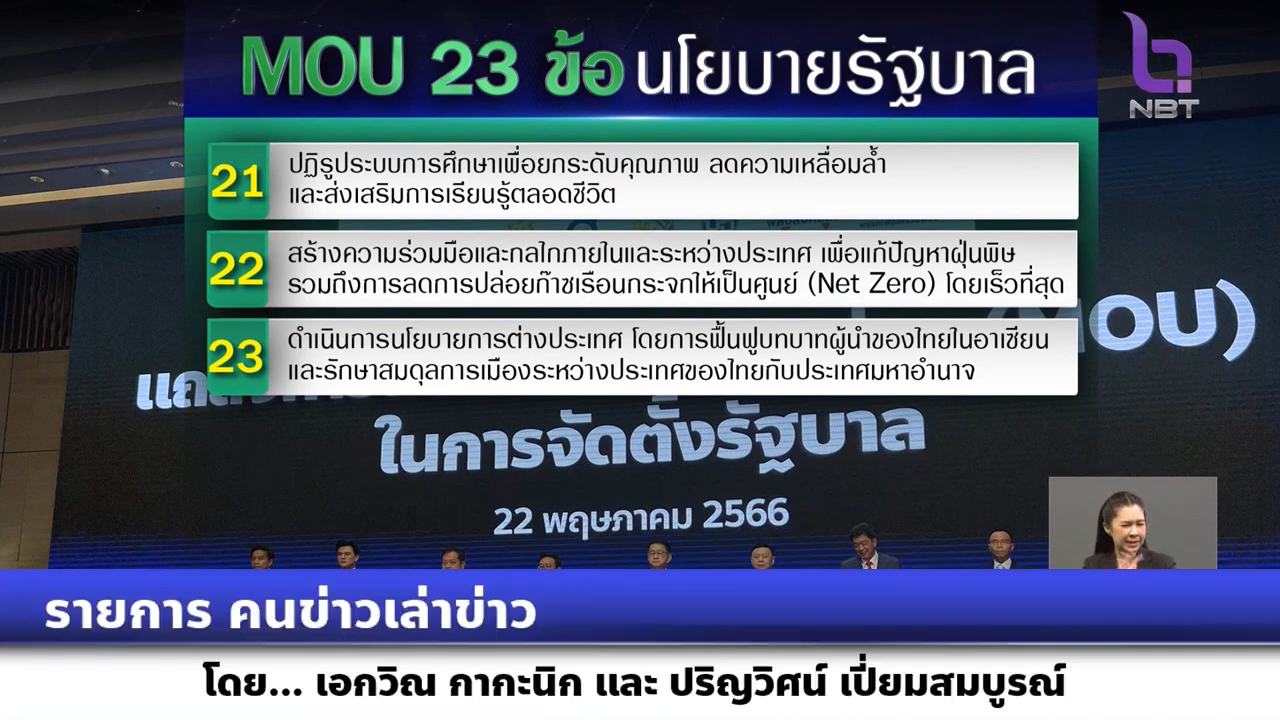 MOU 23 ข้อ นโยบายรัฐบาล
NBT
21
ปฏิรูประบบการศึกษาเพื่อยกระดับคุณภาพ ลดความเหลื่อมล้ำ
และส่งเสริมการเรียนรู้ตลอดชีวิต
22
สร้างความร่วมมือและกลไกภายในและระหว่างประเทศ เพื่อแก้ปัญหาฝุ่นพิษ
รวมถึงการลดการปล่อยก๊าซเรือนกระจกให้เป็นศูนย์ (Net Zero) โดยเร็วที่สุด
23
ดำเนินการนโยบายการต่างประเทศ โดยการฟื้นฟูบทบาทผู้นำของไทยในอาเซียน
และรักษาสมดุลการเมืองระหว่างประเทศของไทยกับประเทศมหาอำนาจ
(MOU)
ในการจัดตั้งรัฐบาล
22 พฤษภาคม 2566
รายการ คนข่าวเล่าข่าว
โดย... เอกวิณ กากะนิก และ ปริญวิศน์ เปี่ยมสมบูรณ์